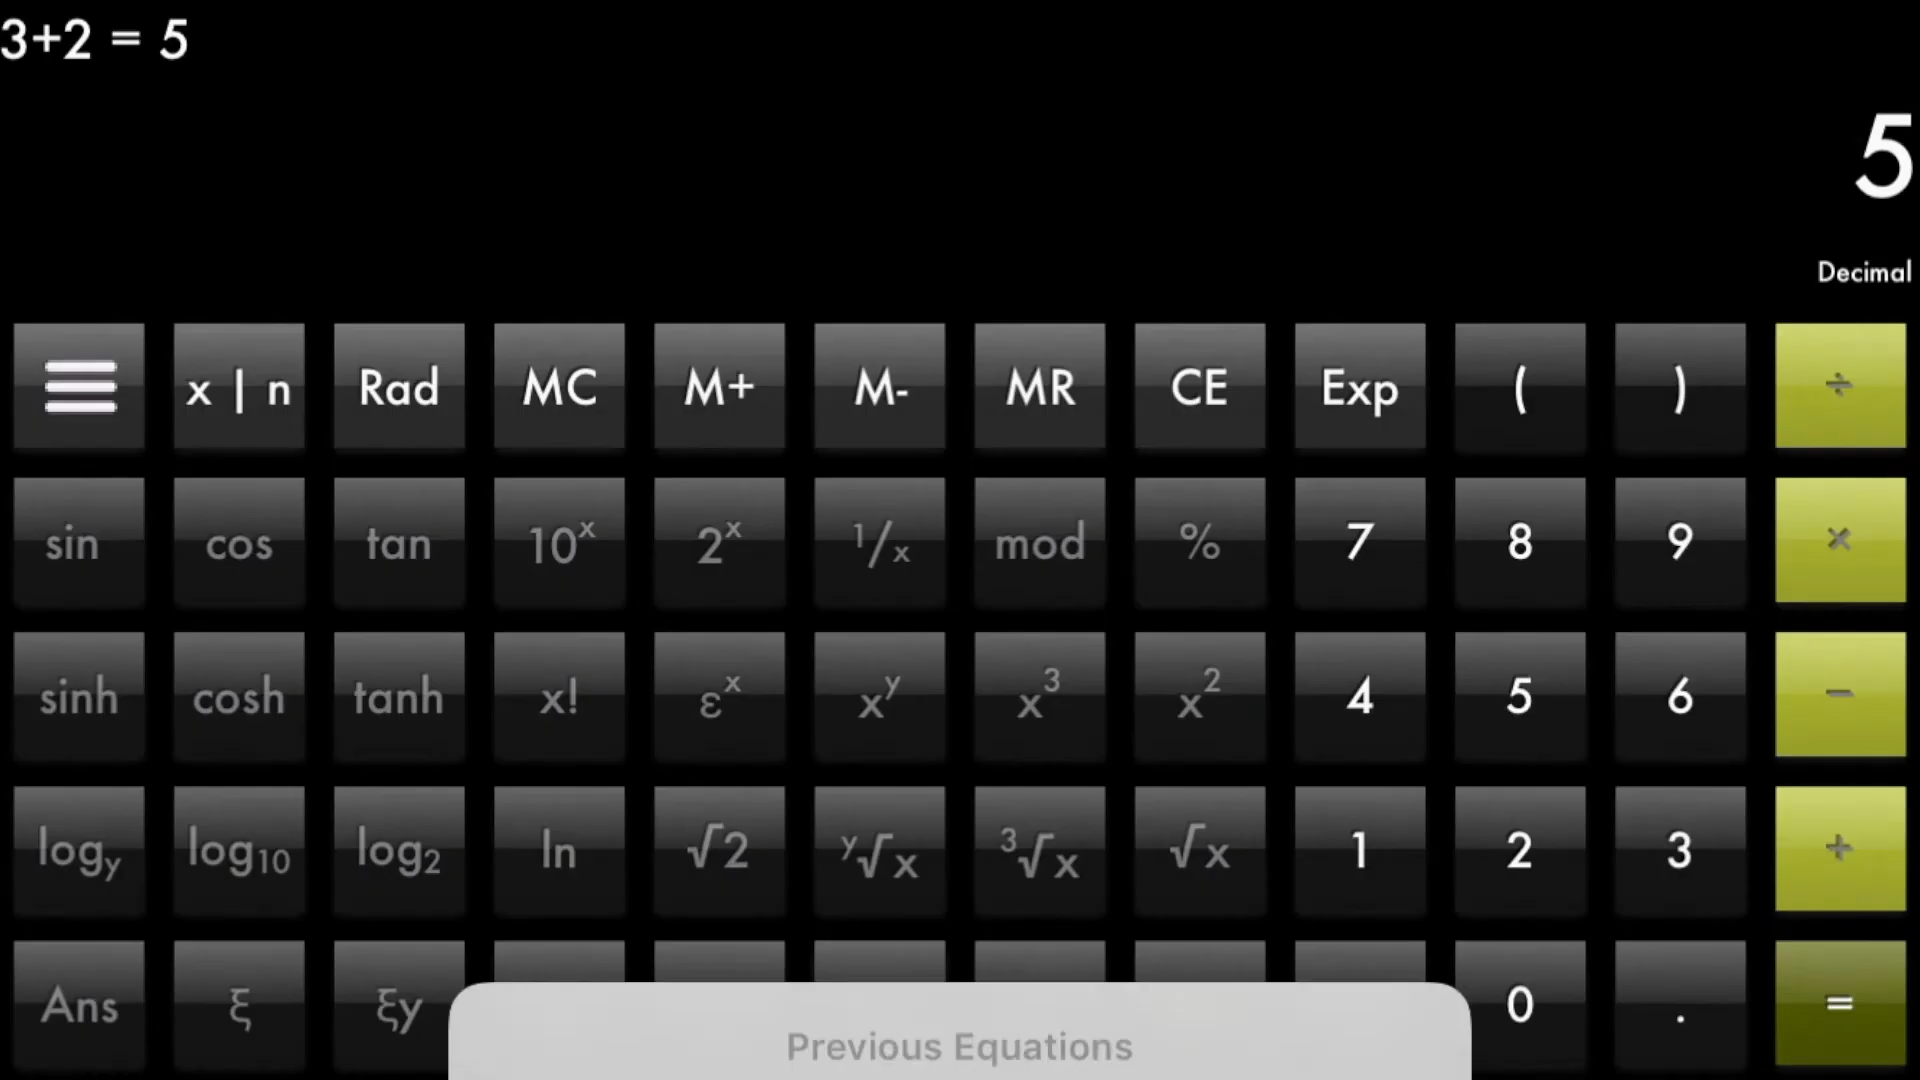 3+2 = 5
5
Decimal
x | n Rad MC M+ M- MR CE Exp ( ) ÷
sin cos tan 10ˣ 2ˣ ¹/ₓ mod % 7 8 9 ×
sinh cosh tanh x! εˣ xʸ x³ x² 4 5 6 −
logᵧ log₁₀ log₂ ln √2 ʸ√x ³√x √x 1 2 3 +
Ans ξ ξy 0 . =
Previous Equations